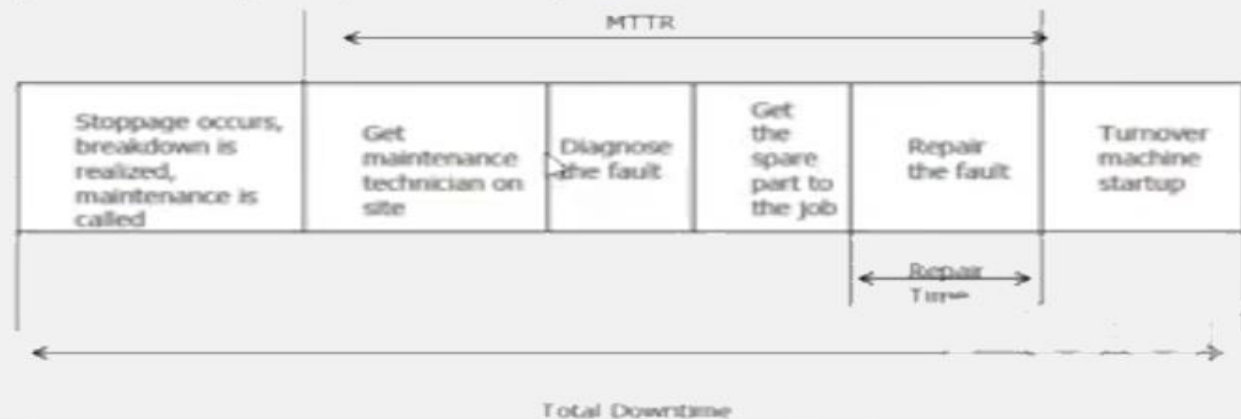 MTTR
Stoppage occurs,
breakdown is
realized,
maintenance is
called
Get
maintenance
technician on
site
Diagnose
the fault
Get
the
spare
part to
the job
Repair
the fault
Turnover
machine
startup
Repair
Time
Total Downtime